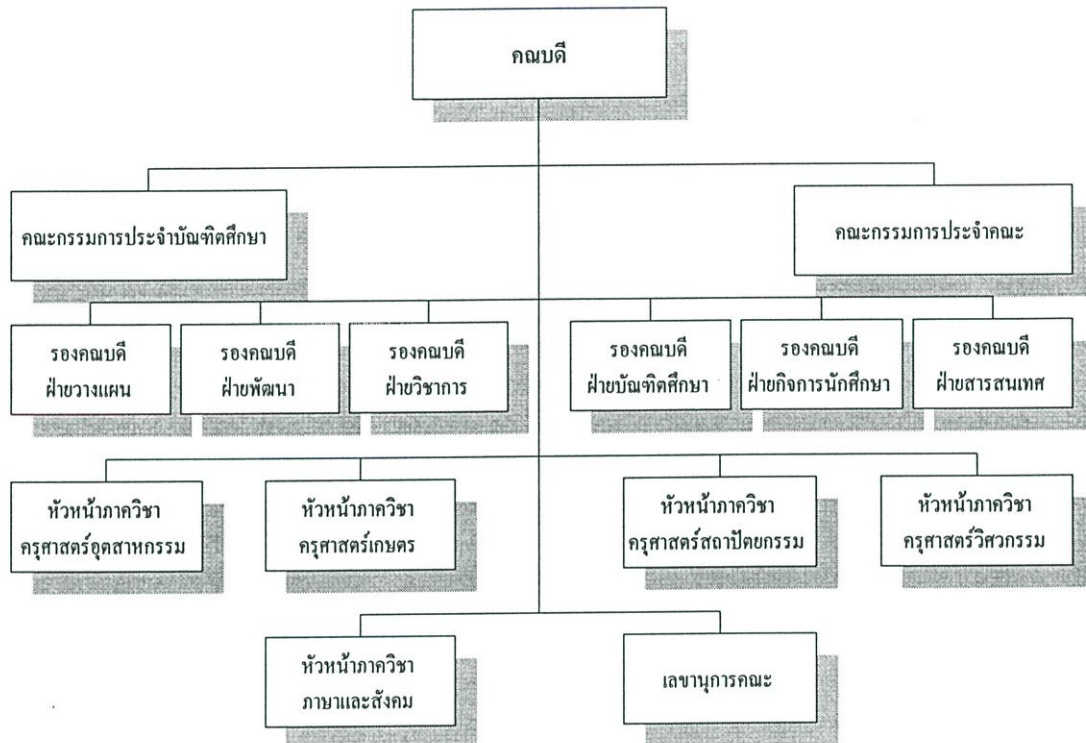 คณบดี
คณะกรรมการประจำบัณฑิตศึกษา
คณะกรรมการประจำคณะ
รองคณบดี
ฝ่ายวางแผน
รองคณบดี
ฝ่ายพัฒนา
รองคณบดี
ฝ่ายวิชาการ
รองคณบดี
ฝ่ายบัณฑิตศึกษา
รองคณบดี
ฝ่ายกิจการนักศึกษา
รองคณบดี
ฝ่ายสารสนเทศ
หัวหน้าภาควิชา
ครุศาสตร์อุตสาหกรรม
หัวหน้าภาควิชา
ครุศาสตร์เกษตร
หัวหน้าภาควิชา
ครุศาสตร์สถาปัตยกรรม
หัวหน้าภาควิชา
ครุศาสตร์วิศวกรรม
หัวหน้าภาควิชา
ภาษาและสังคม
เลขานุการคณะ